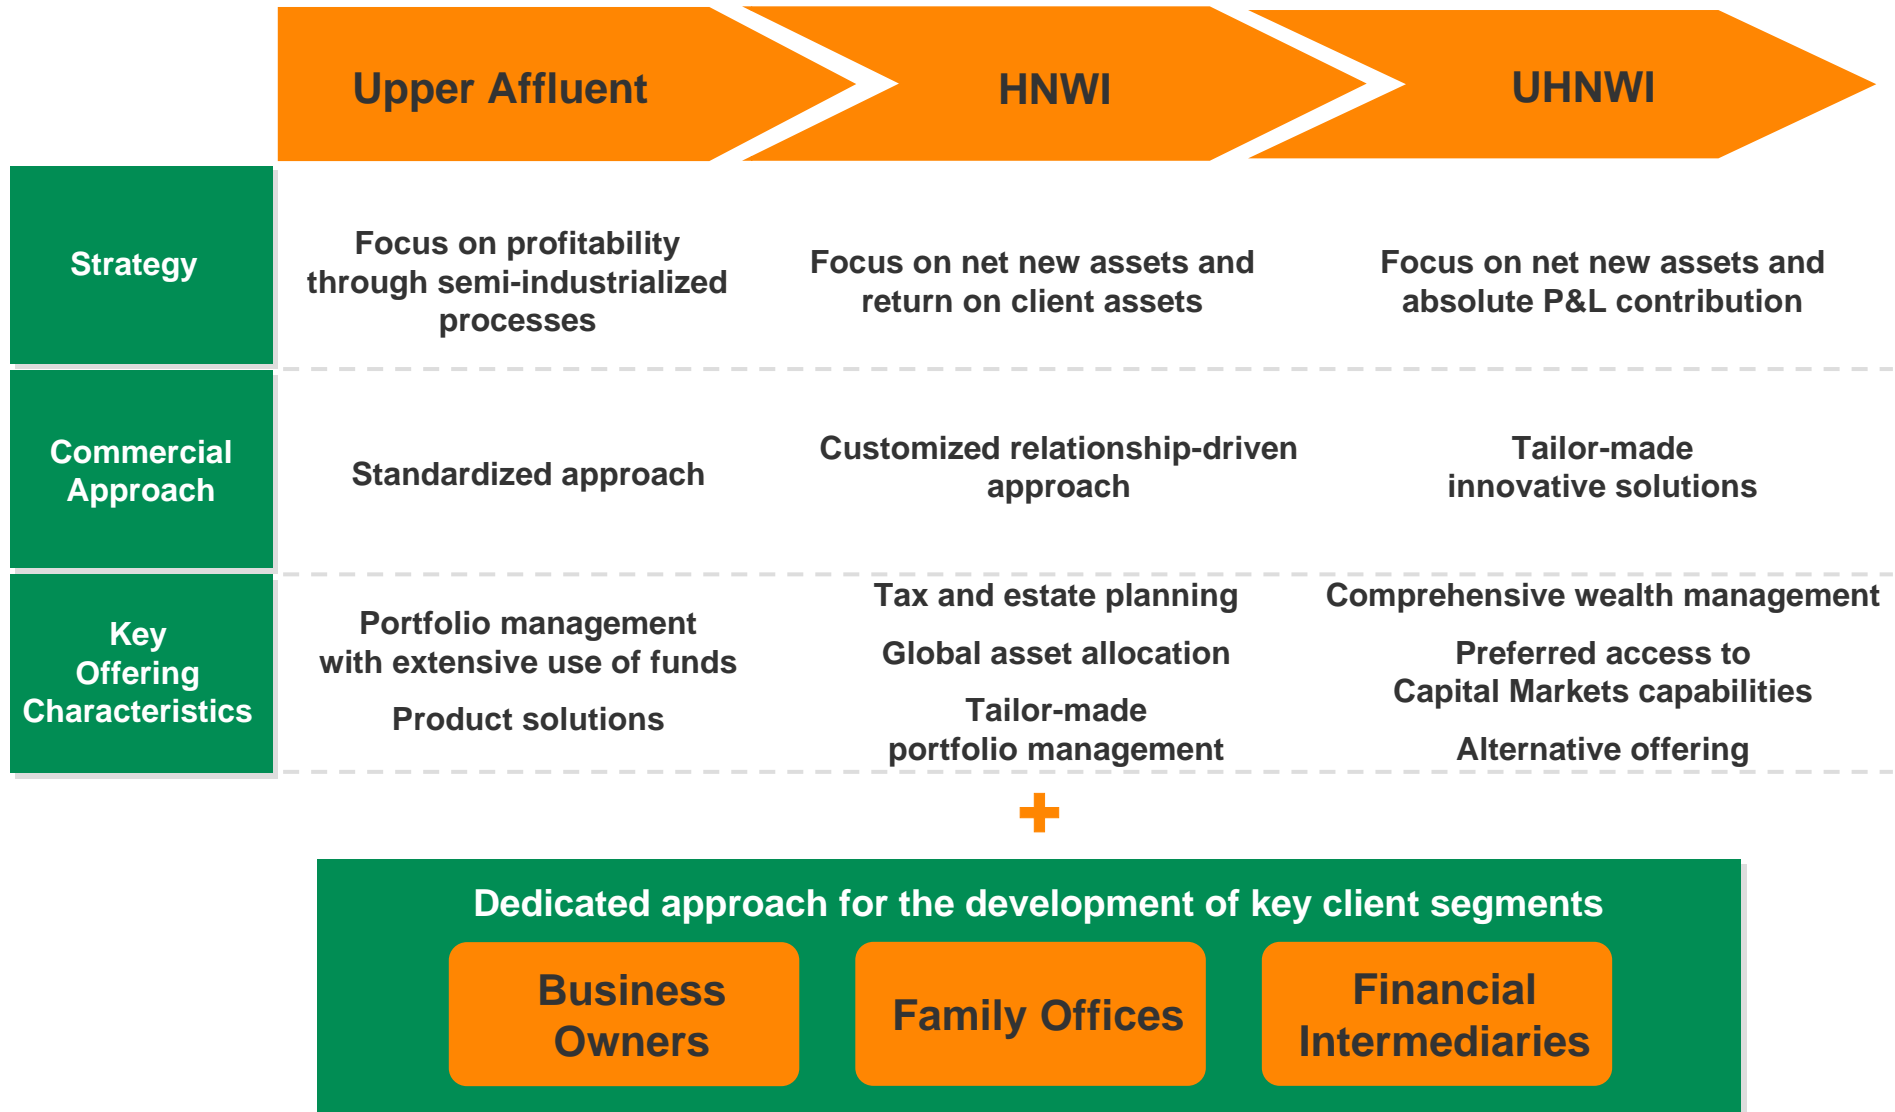 Upper Affluent
HNWI
UHNWI
Strategy
Focus on profitability
through semi-industrialized
processes
Focus on net new assets and
return on client assets
Focus on net new assets and
absolute P&L contribution
Commercial
Approach
Standardized approach
Customized relationship-driven
approach
Tailor-made
innovative solutions
Key
Offering
Characteristics
Portfolio management
with extensive use of funds
Product solutions
Tax and estate planning
Global asset allocation
Tailor-made
portfolio management
Comprehensive wealth management
Preferred access to
Capital Markets capabilities
Alternative offering
Dedicated approach for the development of key client segments
Business
Owners
Family Offices
Financial
Intermediaries